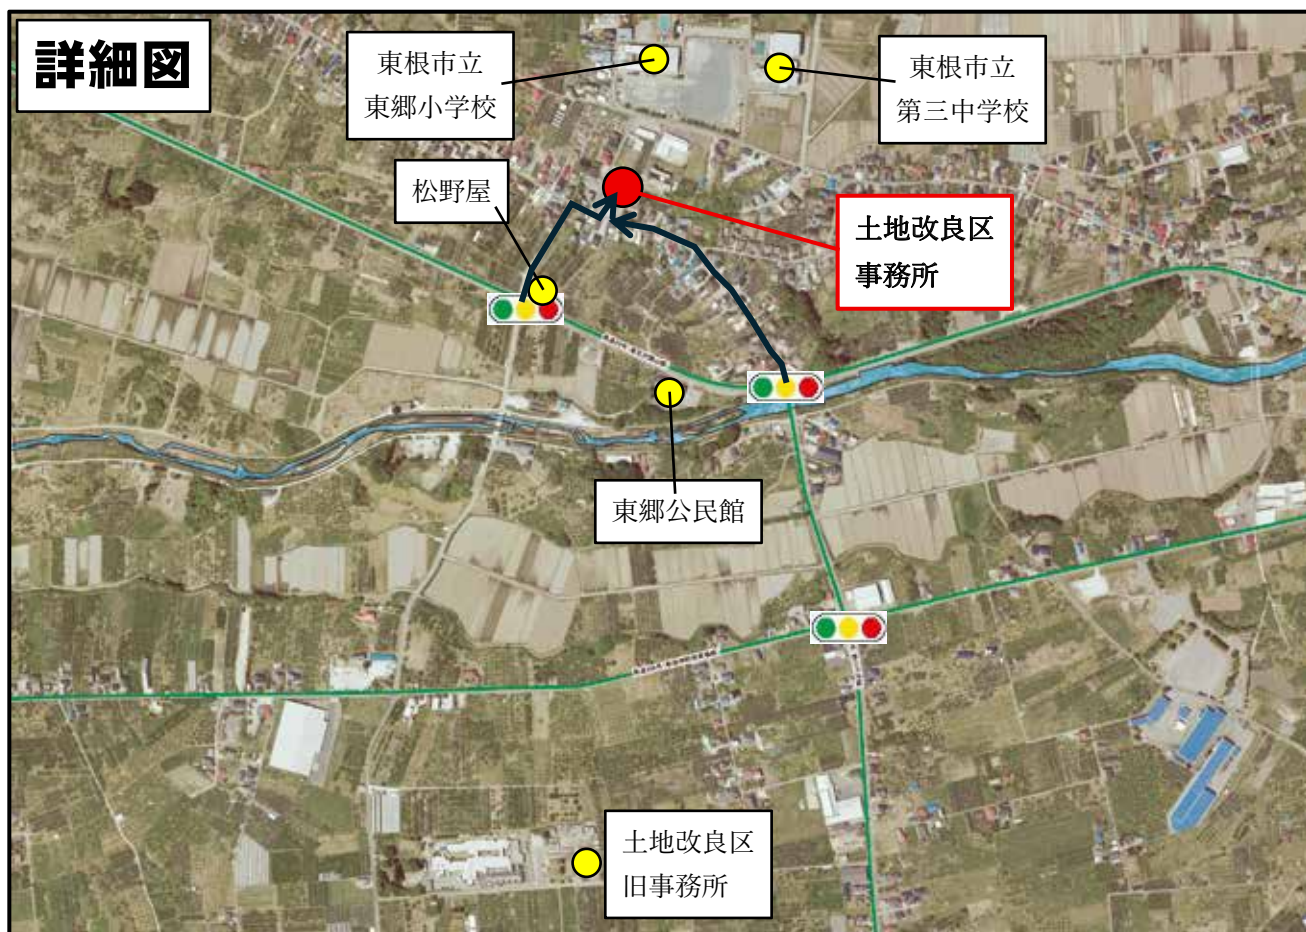 詳細図
東根市立
東郷小学校
東根市立
第三中学校
松野屋
土地改良区
事務所
東郷公民館
土地改良区
旧事務所